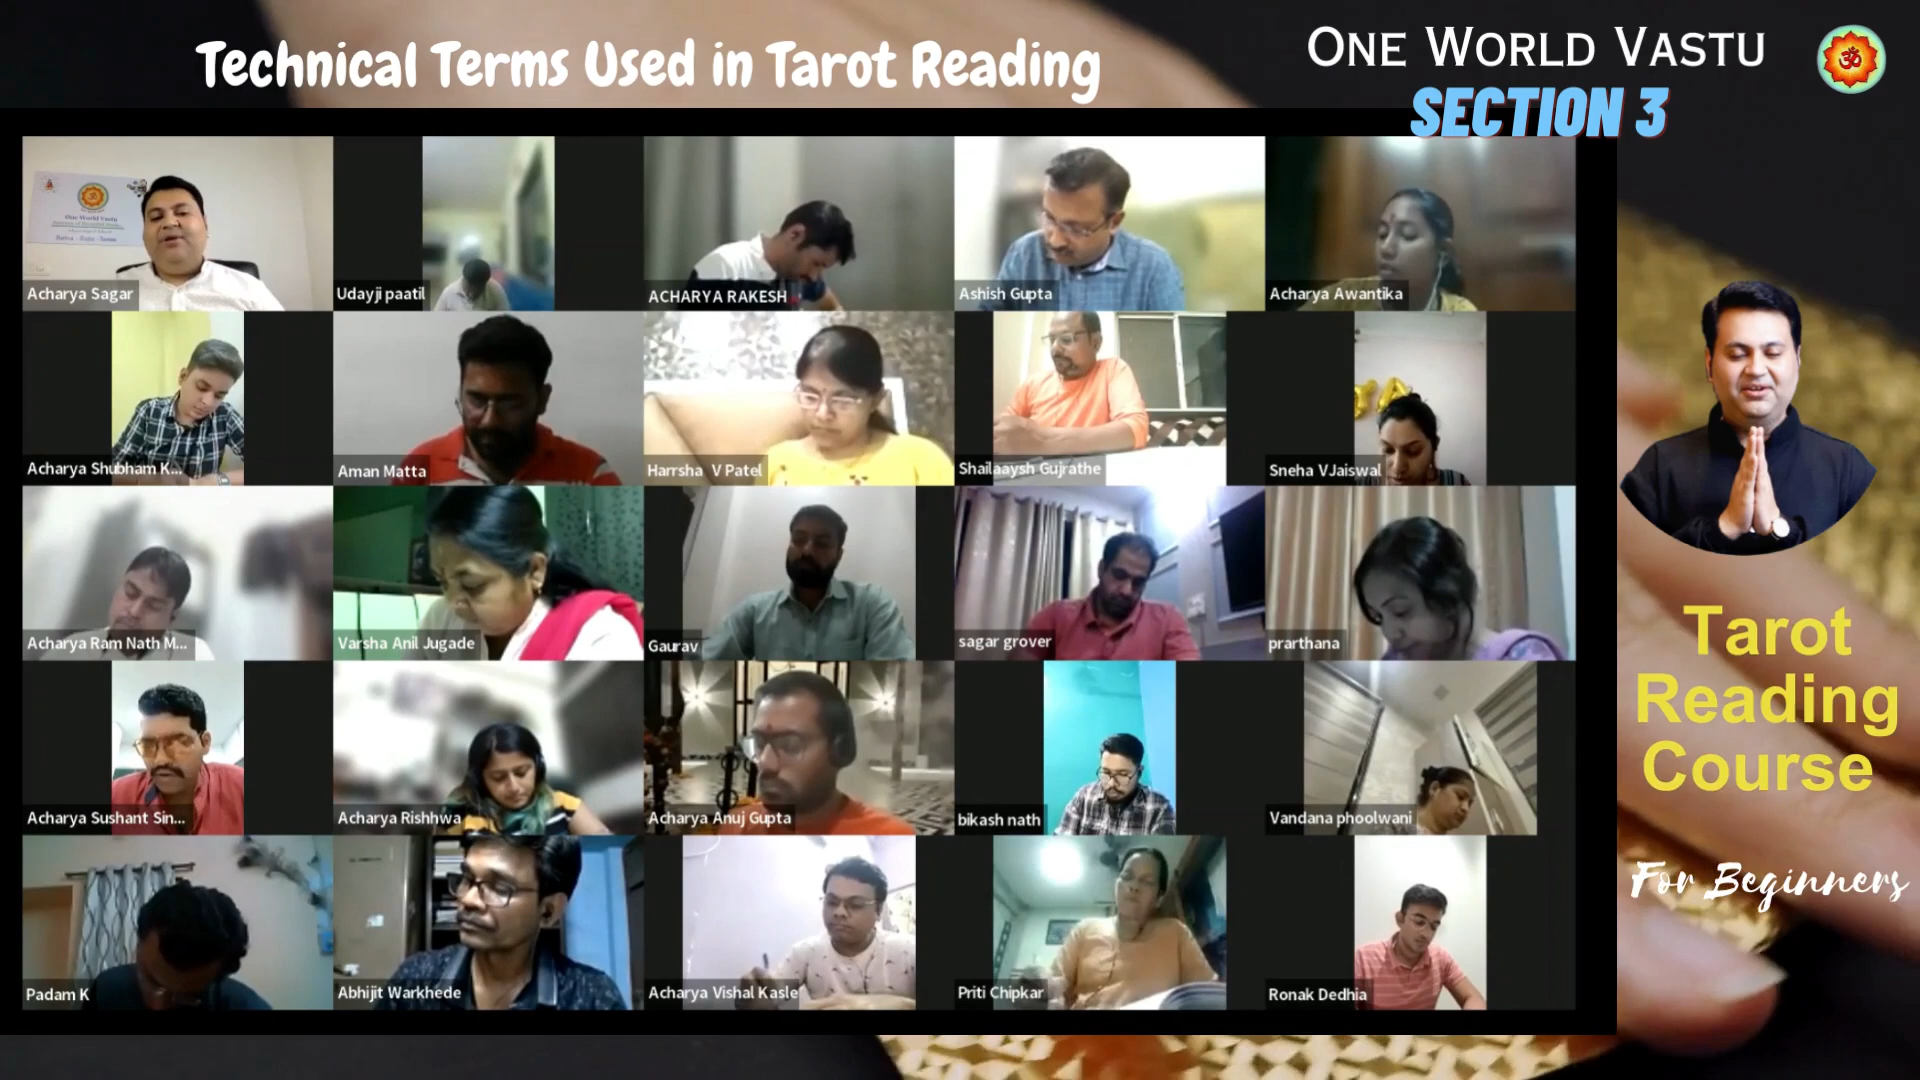 Technical Terms Used in Tarot Reading
ONE WORLD VASTU
SECTION 3
One World Vastu
Acharya Sagar
Udayji paatil
ACHARYA RAKESH
Ashish Gupta
Acharya Awantika
Acharya Shubham K...
Aman Matta
Harrsha V Patel
Shailaaysh Gujrathe
Sneha VJaiswal
Acharya Ram Nath M...
Varsha Anil Jugade
Gaurav
sagar grover
prarthana
Acharya Sushant Sin...
Acharya Rishhwa
Acharya Anuj Gupta
bikash nath
Vandana phoolwani
Padam K
Abhijit Warkhede
Acharya Vishal Kasle
Priti Chipkar
Ronak Dedhia
Tarot
Reading
Course
For Beginners
ॐ